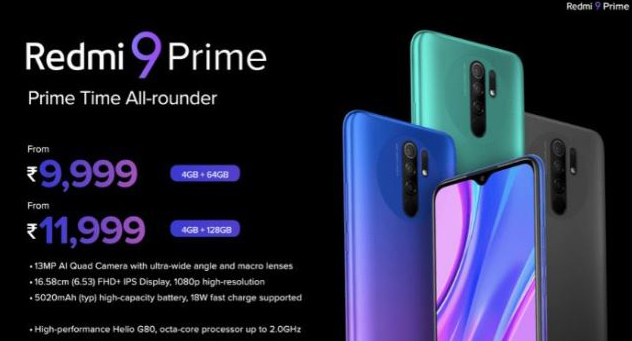 Redmi 9 Prime
Redmi 9 Prime
Prime Time All-rounder
From
₹9,999 4GB + 64GB
From
₹11,999 4GB + 128GB
• 13MP AI Quad Camera with ultra-wide angle and macro lenses
• 16.58cm (6.53) FHD+ IPS Display, 1080p high-resolution
• 5020mAh (typ) high-capacity battery, 18W fast charge supported
• High-performance Helio G80, octa-core processor up to 2.0GHz